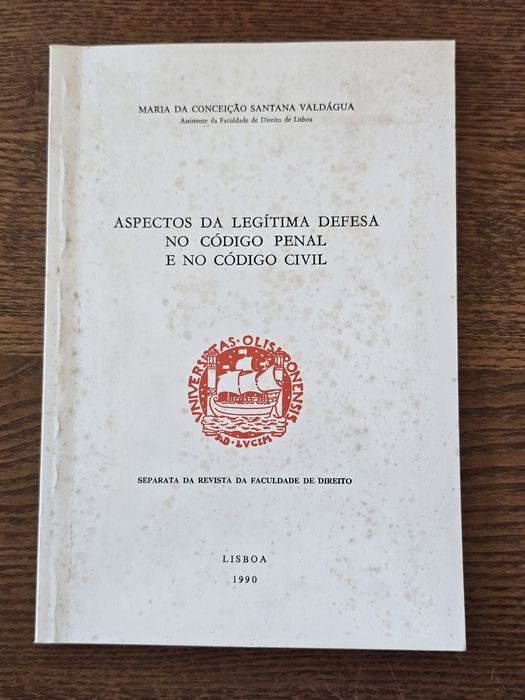 MARIA DA CONCEIÇÃO SANTANA VALDÁGUA
Assistente da Faculdade de Direito de Lisboa
ASPECTOS DA LEGÍTIMA DEFESA
NO CÓDIGO PENAL
E NO CÓDIGO CIVIL
UNIVERSITAS · OLISIPONENSIS
AD · LVCEM
SEPARATA DA REVISTA DA FACULDADE DE DIREITO
LISBOA
1990